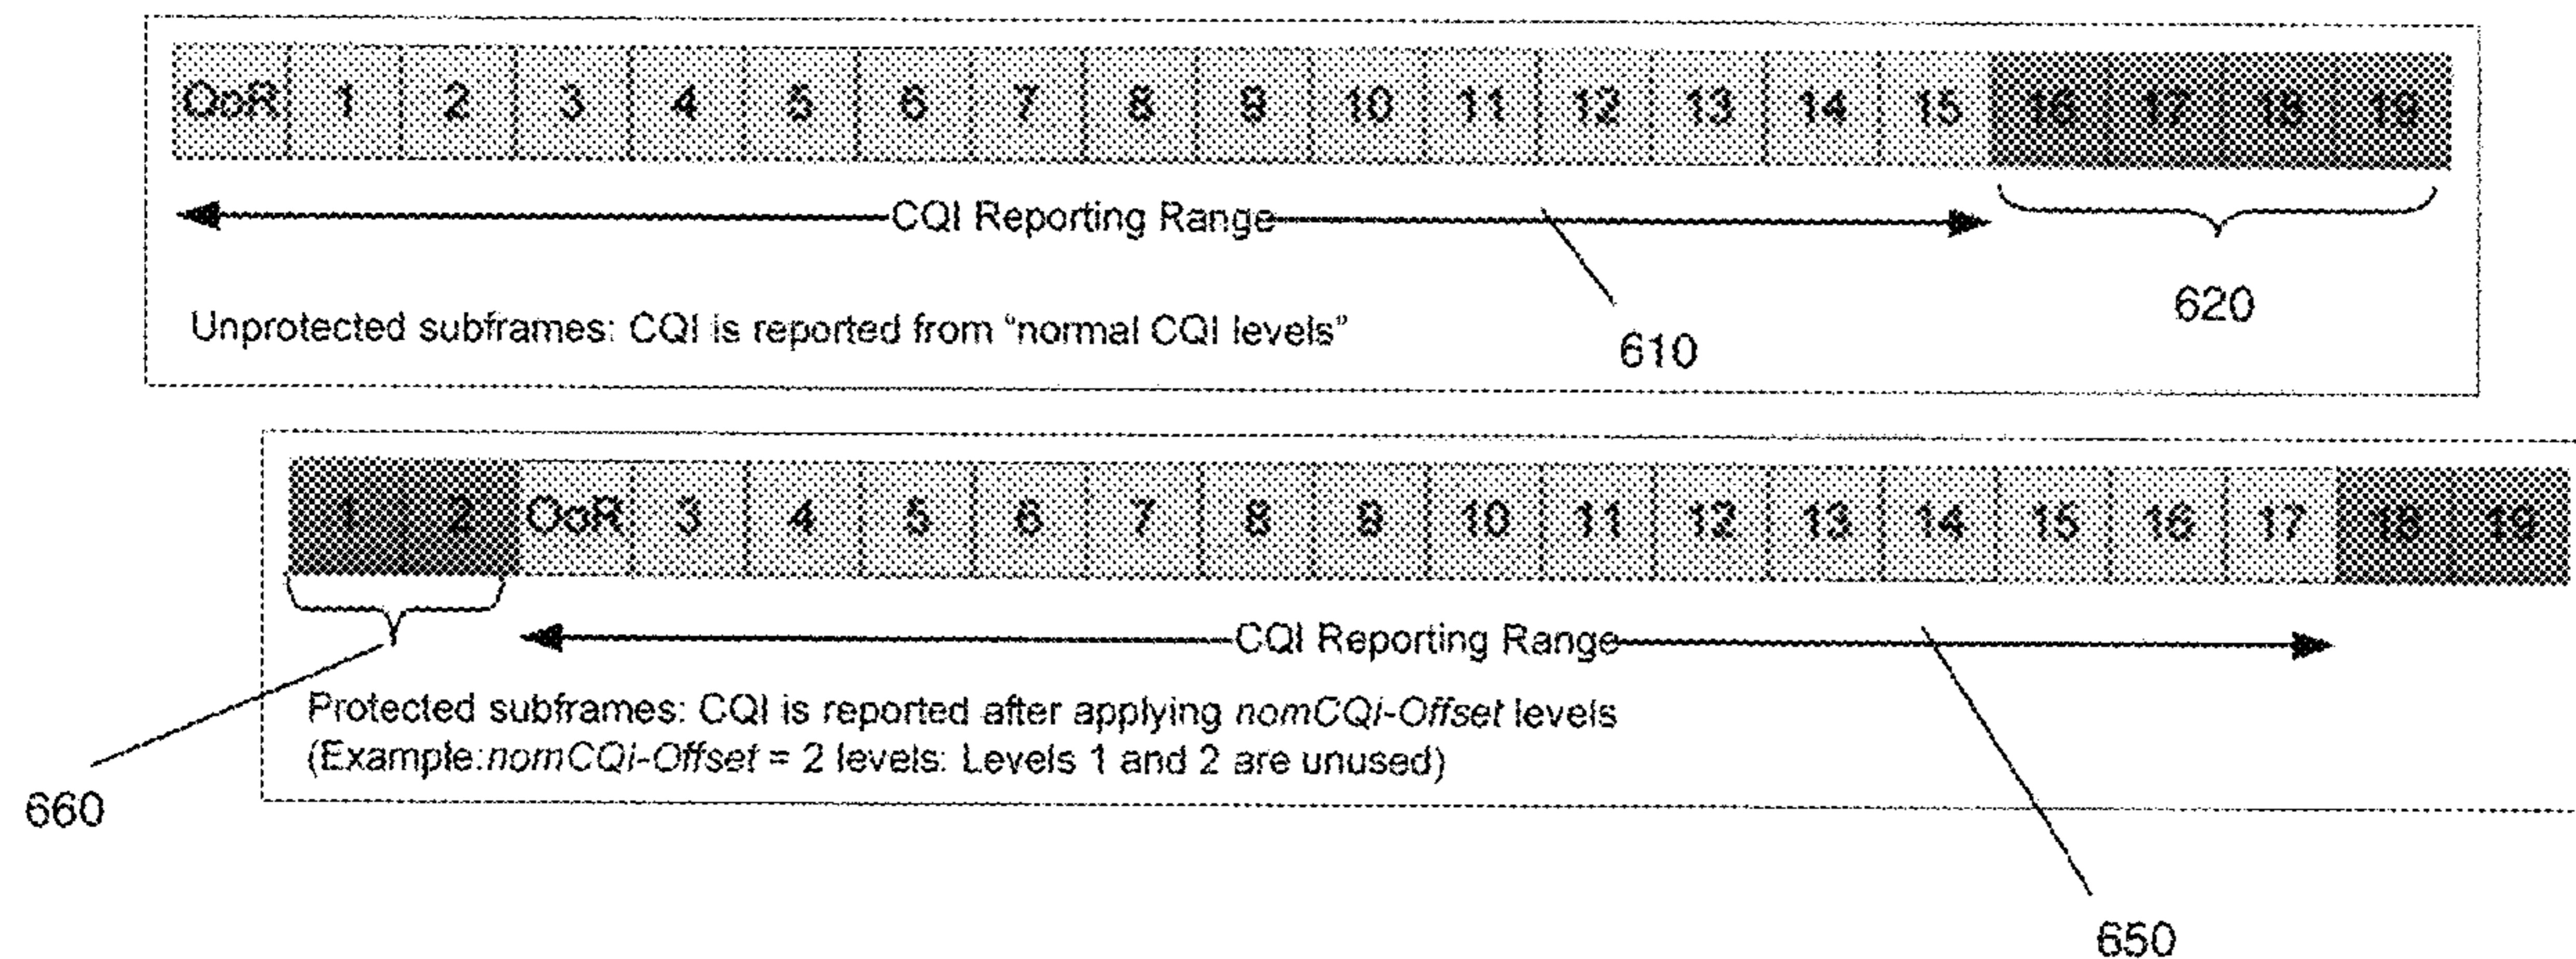 OoR 1 2 3 4 5 6 7 8 9 10 11 12 13 14 15 16 17 18 19
CQI Reporting Range
620
Unprotected subframes: CQI is reported from "normal CQI levels"
610
1 2 OoR 3 4 5 6 7 8 9 10 11 12 13 14 15 16 17 18 19
CQI Reporting Range
Protected subframes: CQI is reported after applying nomCQi-Offset levels
(Example:nomCQi-Offset = 2 levels: Levels 1 and 2 are unused)
660
650